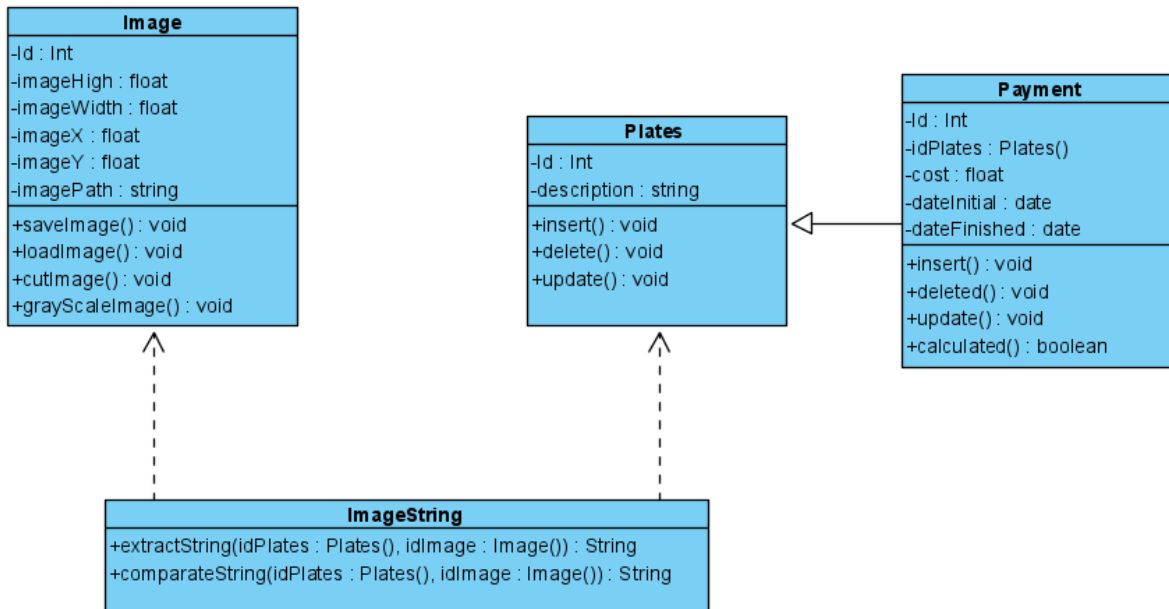 Image
-Id : Int
-imageHigh : float
-imageWidth : float
-imageX : float
-imageY : float
-imagePath : string
+saveImage() : void
+loadImage() : void
+cutImage() : void
+grayScaleImage() : void
Plates
-Id : Int
-description : string
+insert() : void
+delete() : void
+update() : void
Payment
-Id : Int
-idPlates : Plates()
-cost : float
-dateInitial : date
-dateFinished : date
+insert() : void
+deleted() : void
+update() : void
+calculated() : boolean
ImageString
+extractString(idPlates : Plates(), idImage : Image()) : String
+comparateString(idPlates : Plates(), idImage : Image()) : String